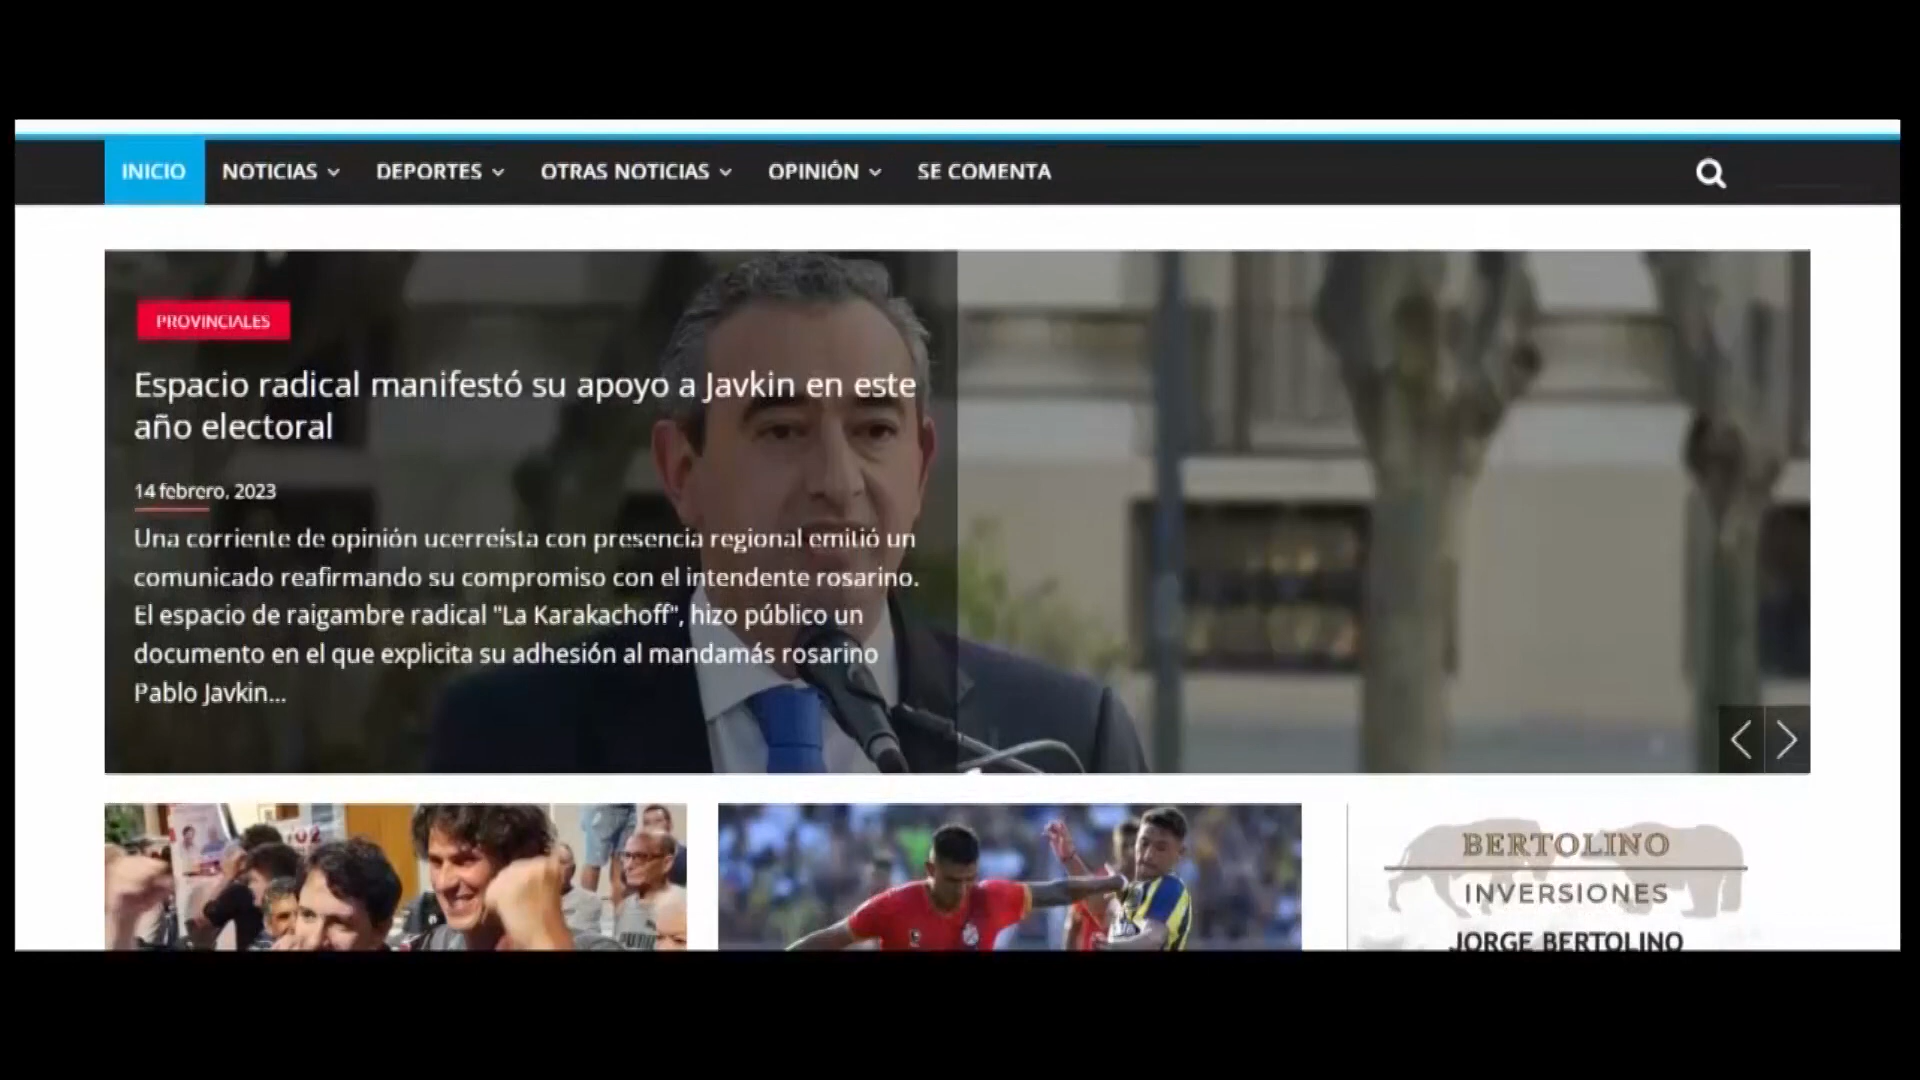 INICIO NOTICIAS DEPORTES OTRAS NOTICIAS OPINIÓN SE COMENTA
PROVINCIALES
Espacio radical manifestó su apoyo a Javkin en este
año electoral
14 febrero, 2023
Una corriente de opinión ucerreísta con presencia regional emitió un
comunicado reafirmando su compromiso con el intendente rosarino.
El espacio de raigambre radical "La Karakachoff", hizo público un
documento en el que explicita su adhesión al mandamás rosarino
Pablo Javkin...
BERTOLINO
INVERSIONES
JORGE BERTOLINO